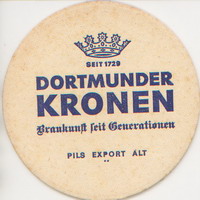 SEIT 1729
DORTMUNDER
KRONEN
Braukunst seit Generationen
PILS EXPORT ALT